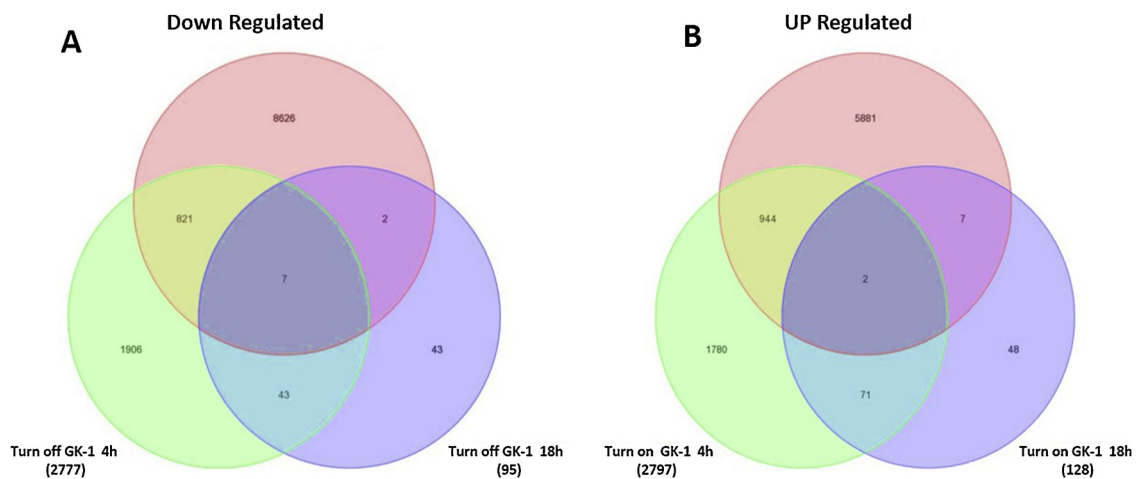 Down Regulated
A
8626
821
2
7
1906
43
43
Turn off GK-1 4h
(2777)
Turn off GK-1 18h
(95)
UP Regulated
B
5881
944
7
2
1780
48
71
Turn on GK-1 4h
(2797)
Turn on GK-1 18h
(128)